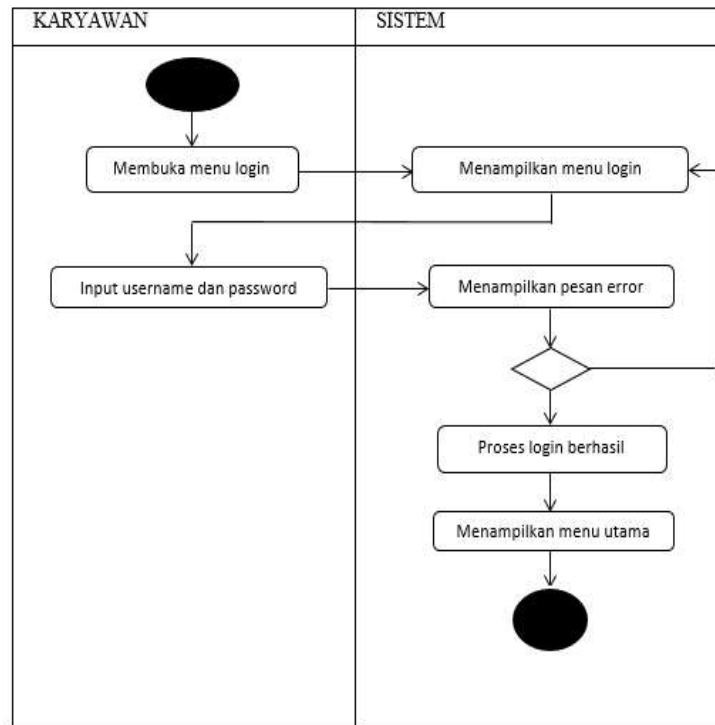 KARYAWAN
SISTEM
Membuka menu login
Menampilkan menu login
Input username dan password
Menampilkan pesan error
Proses login berhasil
Menampilkan menu utama